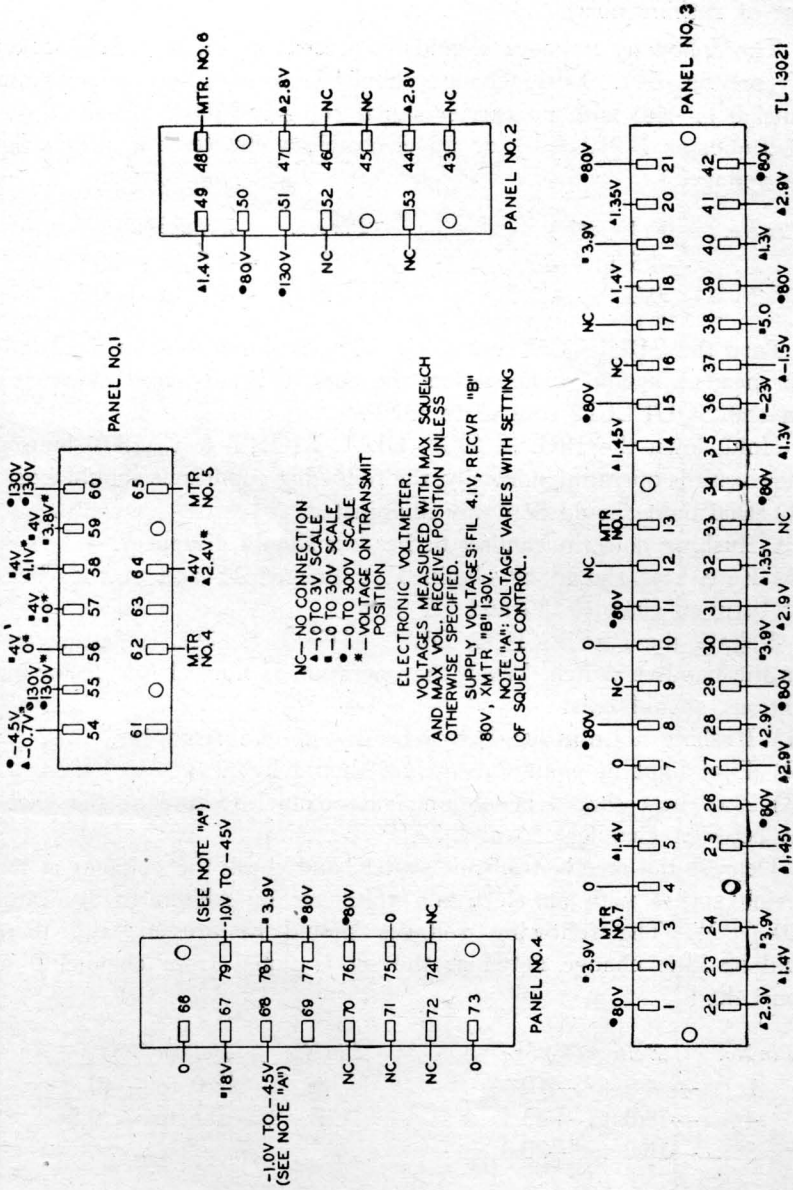 PANEL NO.1
■-4.5V ●130V ■4V ■4V ■4V ■4V ●130V
▲-0.7V* ●130V* 0* 0* ▲1.1V* ■3.8V* ●130V
54 55 56 57 58 59 60
61 62 63 64 65
MTR NO.4
■4V
▲2.4V*
MTR NO.5
PANEL NO.2
▲1.4V 49 48 MTR. NO.6
●80V 50
●130V 51 47 ▲2.8V
NC 52 46 NC
45 NC
NC 53 44 ▲2.8V
43 NC
NC— NO CONNECTION
▲—0 TO 3V SCALE
■—0 TO 30V SCALE
●—0 TO 300V SCALE
*—VOLTAGE ON TRANSMIT
POSITION
ELECTRONIC VOLTMETER.
VOLTAGES MEASURED WITH MAX SQUELCH
AND MAX VOL. RECEIVE POSITION UNLESS
OTHERWISE SPECIFIED.
SUPPLY VOLTAGES: FIL 4.1V, RECVR "B"
80V, XMTR "B" 130V.
NOTE "A": VOLTAGE VARIES WITH SETTING
OF SQUELCH CONTROL.
PANEL NO.4
0 66
(SEE NOTE "A")
■18V 67 79 -1.0V TO -.45V
-1.0V TO -.45V 68 78 ■3.9V
(SEE NOTE "A")
69 77 ●80V
NC 70 76 ●80V
NC 71 75 0
NC 72 74 NC
0 73
PANEL NO. 3
●80V ■3.9V MTR NO.7 0 ▲1.4V 0 0 ●80V NC 0 ●80V NC MTR NO.1 ▲1.45V ●80V NC NC ▲1.4V ■3.9V ▲1.35V ●80V
1 2 3 4 5 6 7 8 9 10 11 12 13 14 15 16 17 18 19 20 21
22 23 24 25 26 27 28 29 30 31 32 33 34 35 36 37 38 39 40 41 42
▲2.9V ▲1.4V ■3.9V ▲1.45V ●80V ▲2.9V ▲2.9V ●80V ■3.9V ▲2.9V ▲1.35V NC ●80V ▲1.3V ■-23V ▲-1.5V ■5.0 ●80V ▲1.3V ▲2.9V ●80V
TL 13021